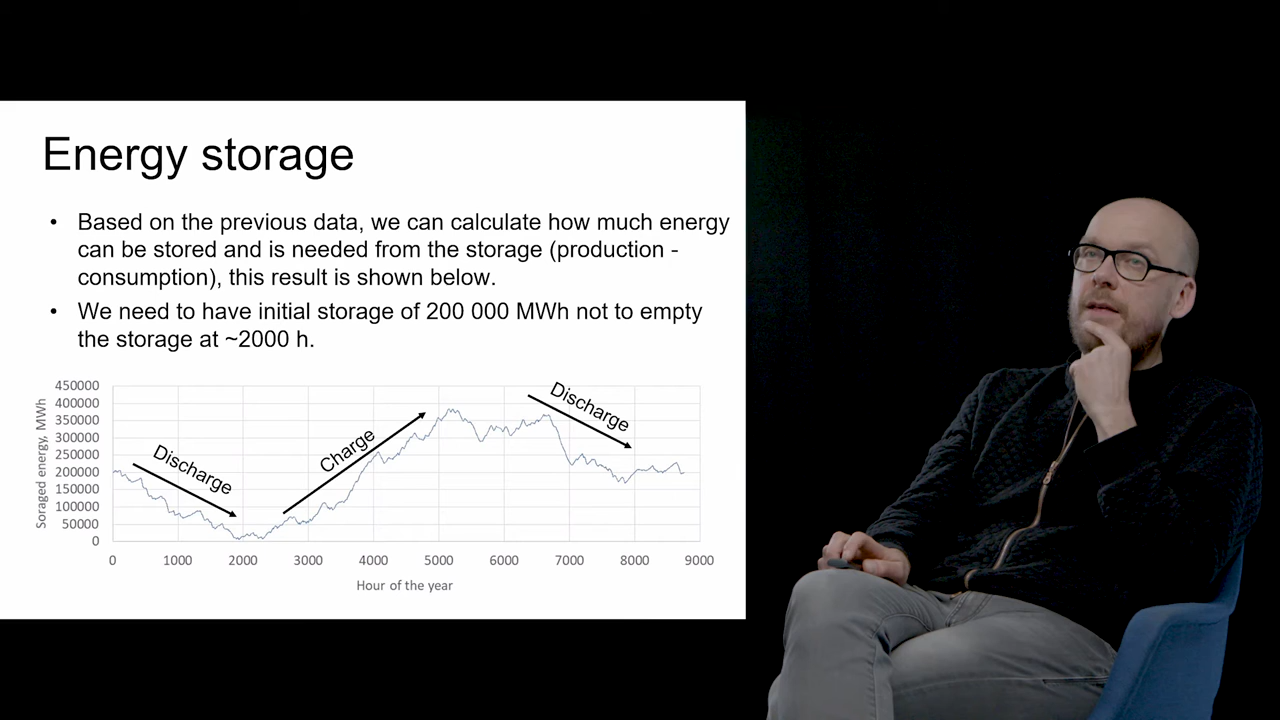 Energy storage
• Based on the previous data, we can calculate how much energy
can be stored and is needed from the storage (production -
consumption), this result is shown below.
• We need to have initial storage of 200 000 MWh not to empty
the storage at ~2000 h.
Soraged energy, MWh
450000
400000
350000
300000
250000
200000
150000
100000
50000
0
Discharge
Charge
Discharge
0 1000 2000 3000 4000 5000 6000 7000 8000 9000
Hour of the year